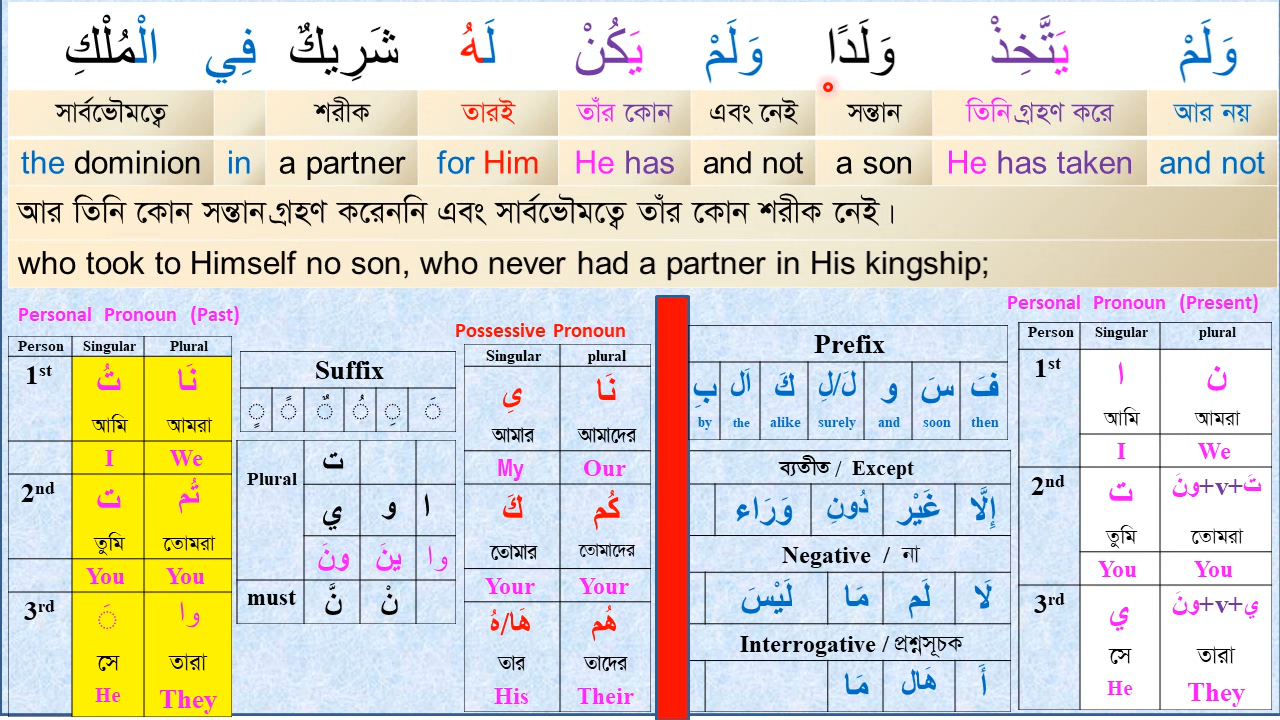 وَلَمْ يَتَّخِذْ وَلَدًا وَلَمْ يَكُنْ لَهُ شَرِيكٌ فِي الْمُلْكِ
সার্বভৌমত্বে শরীক তারই তাঁর কোন এবং নেই সন্তান তিনি গ্রহণ করে আর নয়
the dominion in a partner for Him He has and not a son He has taken and not
আর তিনি কোন সন্তান গ্রহণ করেননি এবং সার্বভৌমত্বে তাঁর কোন শরীক নেই।
who took to Himself no son, who never had a partner in His kingship;
Personal Pronoun (Past)
Person Singular Plural
1st تُ نَا
আমি আমরা
I We
2nd ت تُم
তুমি তোমরা
You You
3rd َ وا
সে তারা
He They
Suffix
ٍ ً ٌ ُ ِ َ
Plural ت
ي و ا
ونَ ينَ وا
must نَّ نْ
Possessive Pronoun
Singular plural
يِ نَا
আমার আমাদের
My Our
كَ كُم
তোমার তোমাদের
Your Your
هَا/هُ هُم
তার তাদের
His Their
Prefix
بِ اَل كَ لَ/لِ و سَ فَ
by the alike surely and soon then
ব্যতীত / Except
وَرَاء دُونِ غَيْر إِلَّا
Negative / না
لَيْسَ مَا لَم لَا
Interrogative / প্রশ্নসূচক
مَا هَال أَ
Personal Pronoun (Present)
Person Singular plural
1st ا ن
আমি আমরা
I We
2nd ت تَ+v+ونَ
তুমি তোমরা
You You
3rd ي ي+v+ونَ
সে তারা
He They